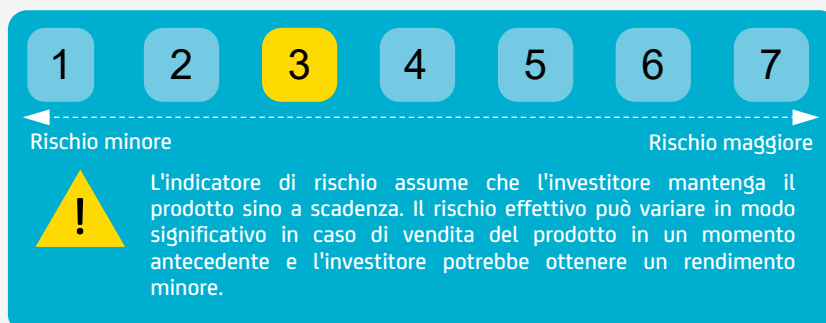 1 2 3 4 5 6 7
Rischio minore Rischio maggiore
!
L'indicatore di rischio assume che l'investitore mantenga il
prodotto sino a scadenza. Il rischio effettivo può variare in modo
significativo in caso di vendita del prodotto in un momento
antecedente e l'investitore potrebbe ottenere un rendimento
minore.